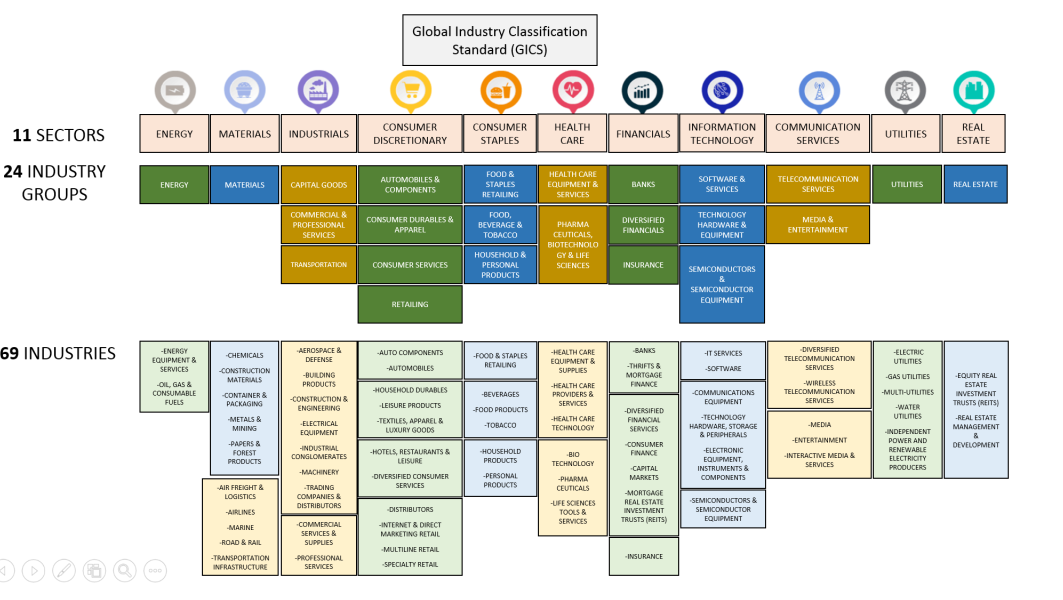 Global Industry Classification
Standard (GICS)
11 SECTORS
ENERGY
MATERIALS
INDUSTRIALS
CONSUMER
DISCRETIONARY
CONSUMER
STAPLES
HEALTH
CARE
FINANCIALS
INFORMATION
TECHNOLOGY
COMMUNICATION
SERVICES
UTILITIES
REAL
ESTATE
24 INDUSTRY
GROUPS
ENERGY
MATERIALS
CAPITAL GOODS
COMMERCIAL &
PROFESSIONAL
SERVICES
TRANSPORTATION
AUTOMOBILES &
COMPONENTS
CONSUMER DURABLES &
APPAREL
CONSUMER SERVICES
RETAILING
FOOD &
STAPLES
RETAILING
FOOD,
BEVERAGE &
TOBACCO
HOUSEHOLD &
PERSONAL
PRODUCTS
HEALTH CARE
EQUIPMENT &
SERVICES
PHARMA
CEUTICALS,
BIOTECHNOLO
GY & LIFE
SCIENCES
BANKS
DIVERSIFIED
FINANCIALS
INSURANCE
SOFTWARE &
SERVICES
TECHNOLOGY
HARDWARE &
EQUIPMENT
SEMICONDUCTORS
&
SEMICONDUCTOR
EQUIPMENT
TELECOMMUNICATION
SERVICES
MEDIA &
ENTERTAINMENT
UTILITIES
REAL ESTATE
69 INDUSTRIES
-ENERGY
EQUIPMENT &
SERVICES
-OIL, GAS &
CONSUMABLE
FUELS
-CHEMICALS
-CONSTRUCTION
MATERIALS
-CONTAINER &
PACKAGING
-METALS &
MINING
-PAPERS &
FOREST
PRODUCTS
-AIR FREIGHT &
LOGISTICS
-AIRLINES
-MARINE
-ROAD & RAIL
-TRANSPORTATION
INFRASTRUCTURE
-AEROSPACE &
DEFENSE
-BUILDING
PRODUCTS
-CONSTRUCTION &
ENGINEERING
-ELECTRICAL
EQUIPMENT
-INDUSTRIAL
CONGLOMERATES
-MACHINERY
-TRADING
COMPANIES &
DISTRIBUTORS
-COMMERCIAL
SERVICES &
SUPPLIES
-PROFESSIONAL
SERVICES
-AUTO COMPONENTS
-AUTOMOBILES
-HOUSEHOLD DURABLES
-LEISURE PRODUCTS
-TEXTILES, APPAREL &
LUXURY GOODS
-HOTELS, RESTAURANTS &
LEISURE
-DIVERSIFIED CONSUMER
SERVICES
-DISTRIBUTORS
-INTERNET & DIRECT
MARKETING RETAIL
-MULTILINE RETAIL
-SPECIALTY RETAIL
-FOOD & STAPLES
RETAILING
-BEVERAGES
-FOOD PRODUCTS
-TOBACCO
-HOUSEHOLD
PRODUCTS
-PERSONAL
PRODUCTS
-HEALTH CARE
EQUIPMENT &
SUPPLIES
-HEALTH CARE
PROVIDERS &
SERVICES
-HEALTH CARE
TECHNOLOGY
-BIO
TECHNOLOGY
-PHARMA
CEUTICALS
-LIFE SCIENCES
TOOLS &
SERVICES
-BANKS
-THRIFTS &
MORTGAGE
FINANCE
-DIVERSIFIED
FINANCIAL
SERVICES
-CONSUMER
FINANCE
-CAPITAL
MARKETS
-MORTGAGE
REAL ESTATE
INVESTMENT
TRUSTS (REITS)
-INSURANCE
-IT SERVICES
-SOFTWARE
-COMMUNICATIONS
EQUIPMENT
-TECHNOLOGY
HARDWARE, STORAGE
& PERIPHERALS
-ELECTRONIC
EQUIPMENT,
INSTRUMENTS &
COMPONENTS
-SEMICONDUCTORS &
SEMICONDUCTOR
EQUIPMENT
-DIVERSIFIED
TELECOMMUNICATION
SERVICES
-WIRELESS
TELECOMMUNICATION
SERVICES
-MEDIA
-ENTERTAINMENT
-INTERACTIVE MEDIA &
SERVICES
-ELECTRIC
UTILITIES
-GAS UTILITIES
-MULTI-UTILITIES
-WATER
UTILITIES
-INDEPENDENT
POWER AND
RENEWABLE
ELECTRICITY
PRODUCERS
-EQUITY REAL
ESTATE
INVESTMENT
TRUSTS (REITS)
-REAL ESTATE
MANAGEMENT
&
DEVELOPMENT